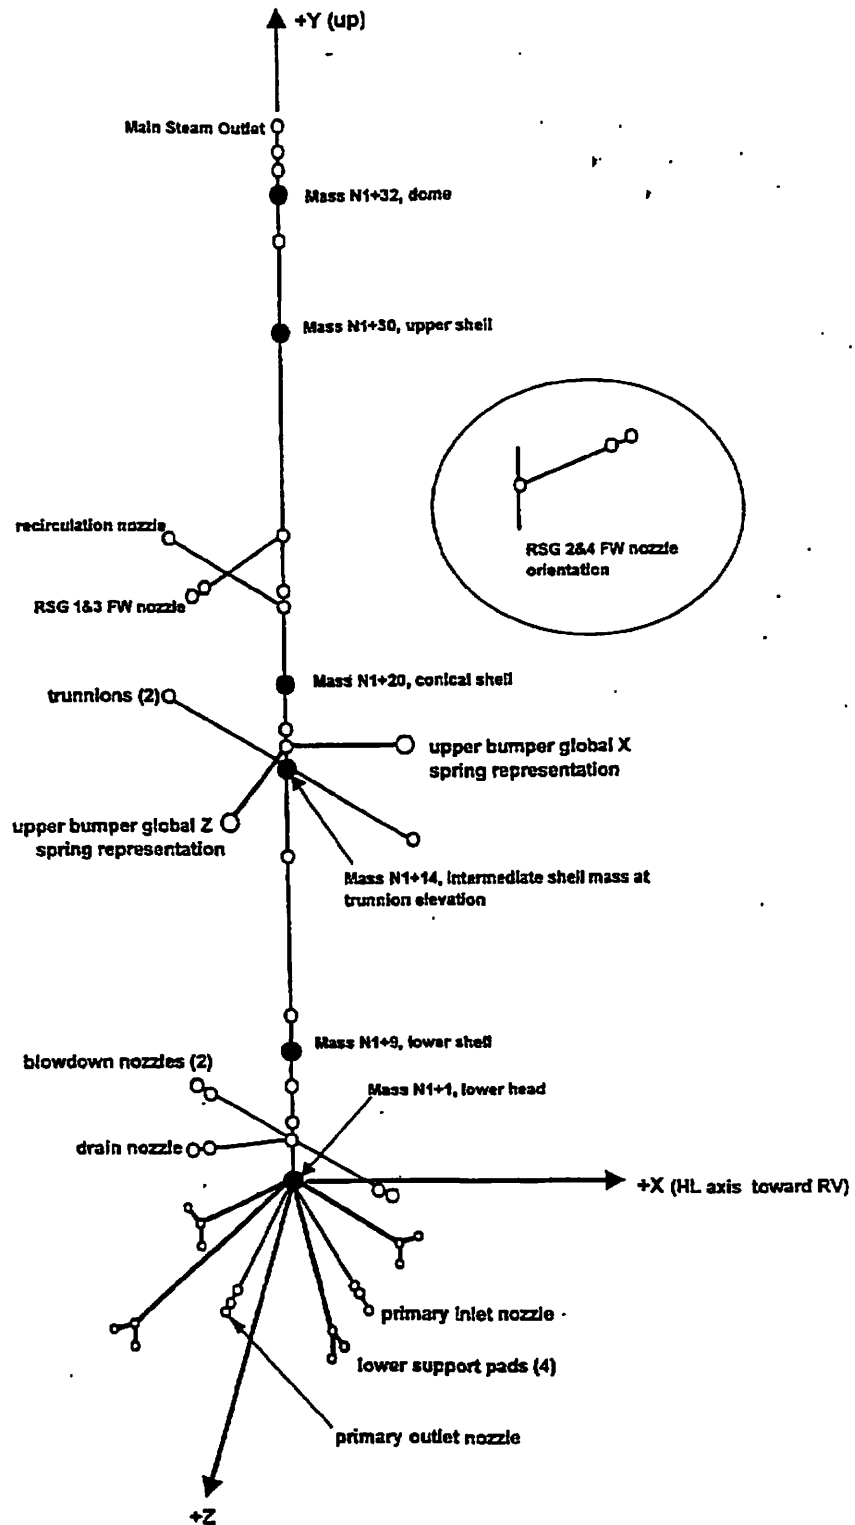 +Y (up)
Main Steam Outlet
Mass N1+32, dome
Mass N1+30, upper shell
recirculation nozzle
RSG 2&4 FW nozzle
orientation
RSG 1&3 FW nozzle
Mass N1+20, conical shell
trunnions (2)
upper bumper global X
spring representation
upper bumper global Z
spring representation
Mass N1+14, intermediate shell mass at
trunnion elevation
Mass N1+9, lower shell
blowdown nozzles (2)
Mass N1+1, lower head
drain nozzle
+X (HL axis toward RV)
primary inlet nozzle
lower support pads (4)
primary outlet nozzle
+Z